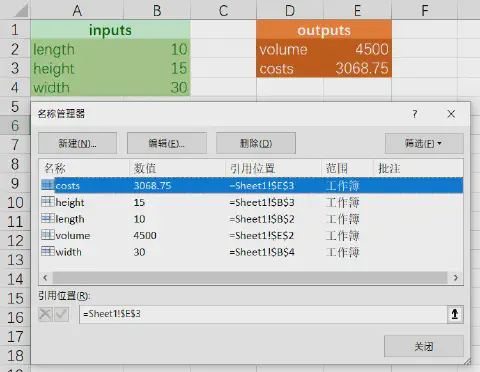 A B C D E F
1 inputs outputs
2 length 10 volume 4500
3 height 15 costs 3068.75
4 width 30
5
6 名称管理器 ? ×
7 新建(N)... 编辑(E)... 删除(D) 筛选(F)
8 名称 数值 引用位置 范围 批注
9 costs 3068.75 =Sheet1!$E$3 工作簿
10 height 15 =Sheet1!$B$3 工作簿
11 length 10 =Sheet1!$B$2 工作簿
12 volume 4500 =Sheet1!$E$2 工作簿
13 width 30 =Sheet1!$B$4 工作簿
14
15 引用位置(R):
16 =Sheet1!$E$3
17
18 关闭